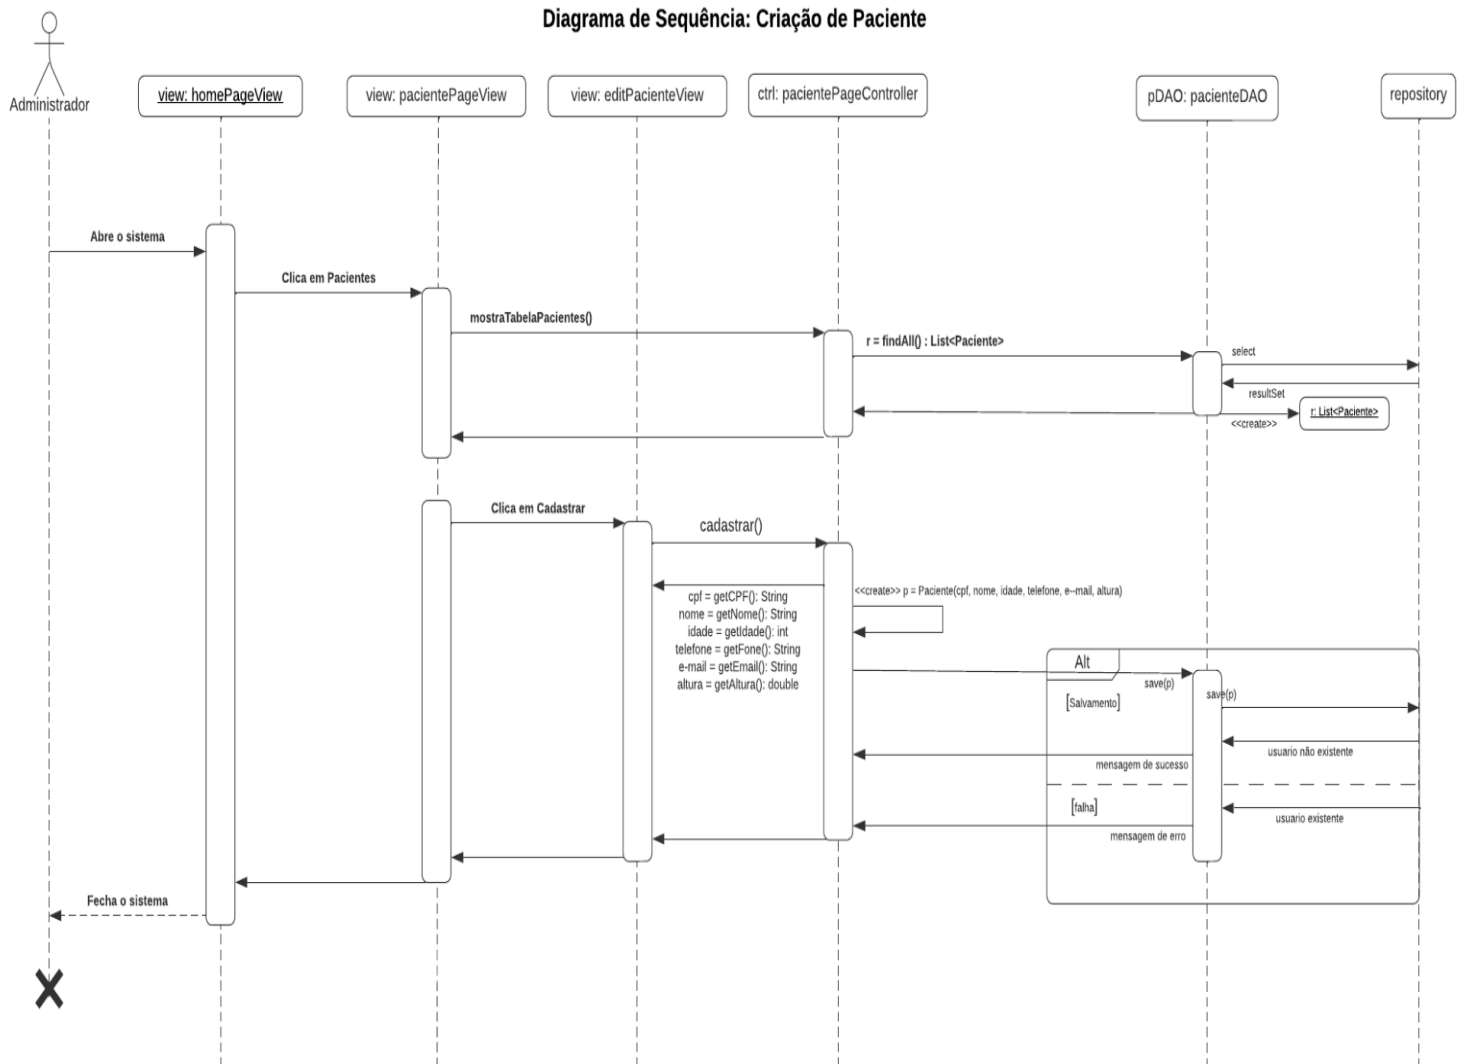 Diagrama de Sequência: Criação de Paciente
Administrador
view: homePageView
view: pacientePageView
view: editPacienteView
ctrl: pacientePageController
pDAO: pacienteDAO
repository
Abre o sistema
Clica em Pacientes
mostraTabelaPacientes()
r = findAll() : List<Paciente>
select
resultSet
r: List<Paciente>
<<create>>
Clica em Cadastrar
cadastrar()
<<create>> p = Paciente(cpf, nome, idade, telefone, e--mail, altura)
cpf = getCPF(): String
nome = getNome(): String
idade = getIdade(): int
telefone = getFone(): String
e-mail = getEmail(): String
altura = getAltura(): double
Alt
[Salvamento]
save(p)
save(p)
usuario não existente
mensagem de sucesso
[falha]
usuario existente
mensagem de erro
Fecha o sistema